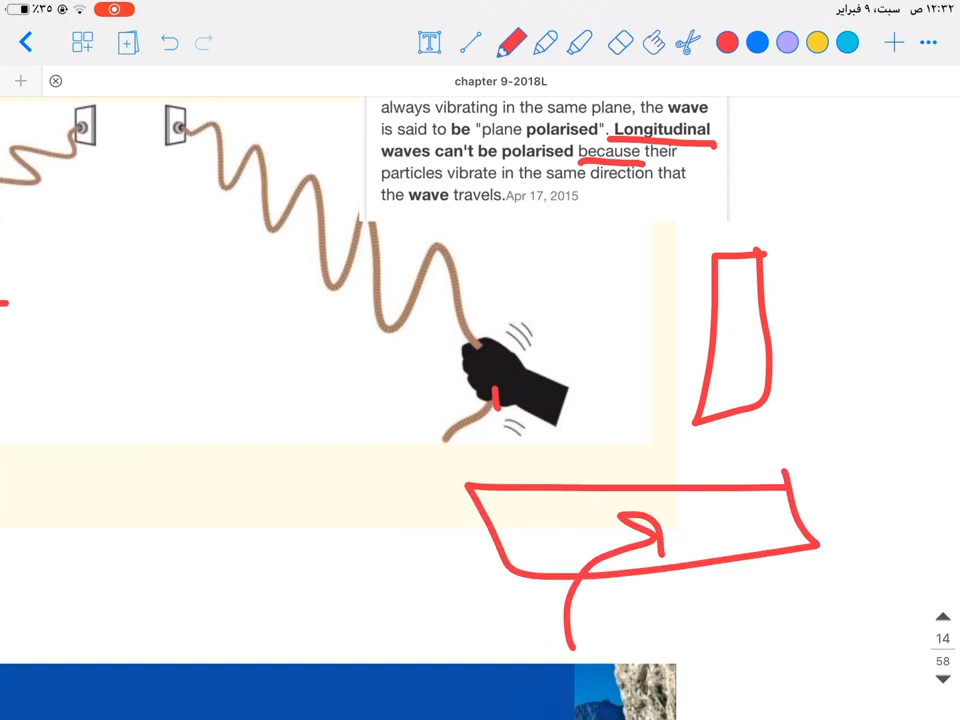 ٪٣٥ ١٢:٣٢ ص سبت، ٩ فبراير
chapter 9-2018L
always vibrating in the same plane, the wave
is said to be "plane polarised". Longitudinal
waves can't be polarised because their
particles vibrate in the same direction that
the wave travels.Apr 17, 2015
14
58